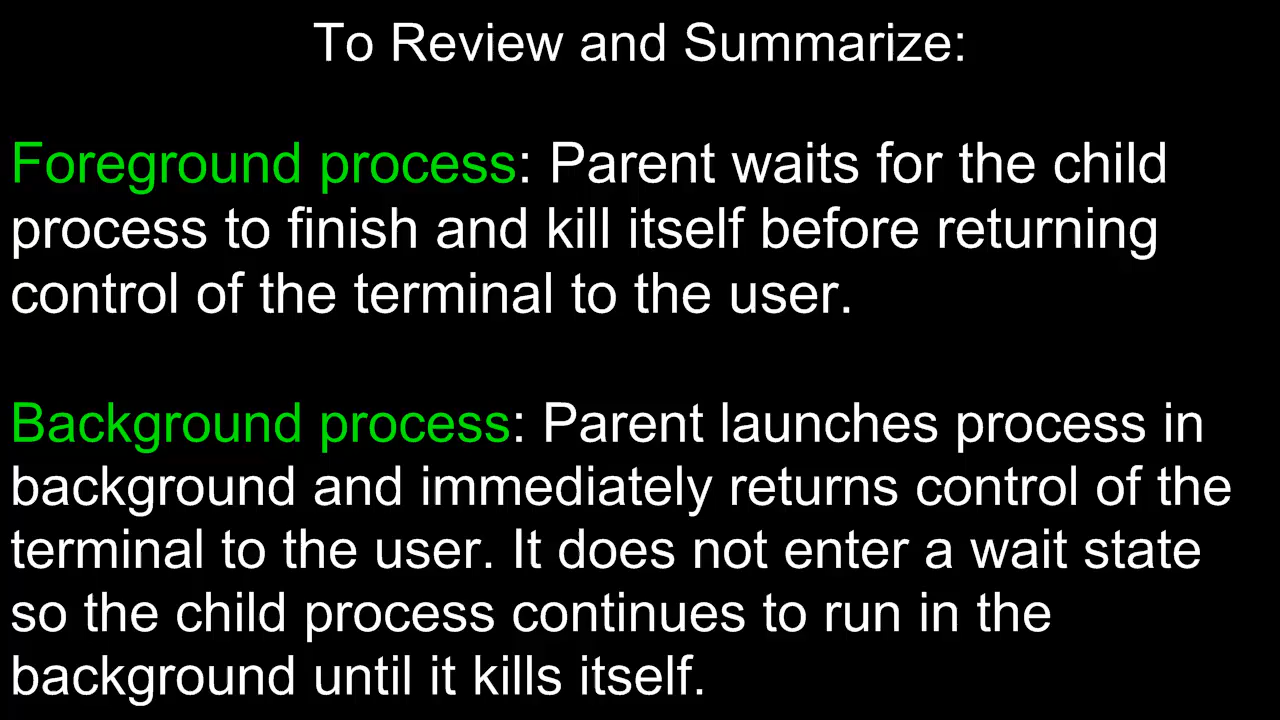 To Review and Summarize:
Foreground process: Parent waits for the child
process to finish and kill itself before returning
control of the terminal to the user.
Background process: Parent launches process in
background and immediately returns control of the
terminal to the user. It does not enter a wait state
so the child process continues to run in the
background until it kills itself.